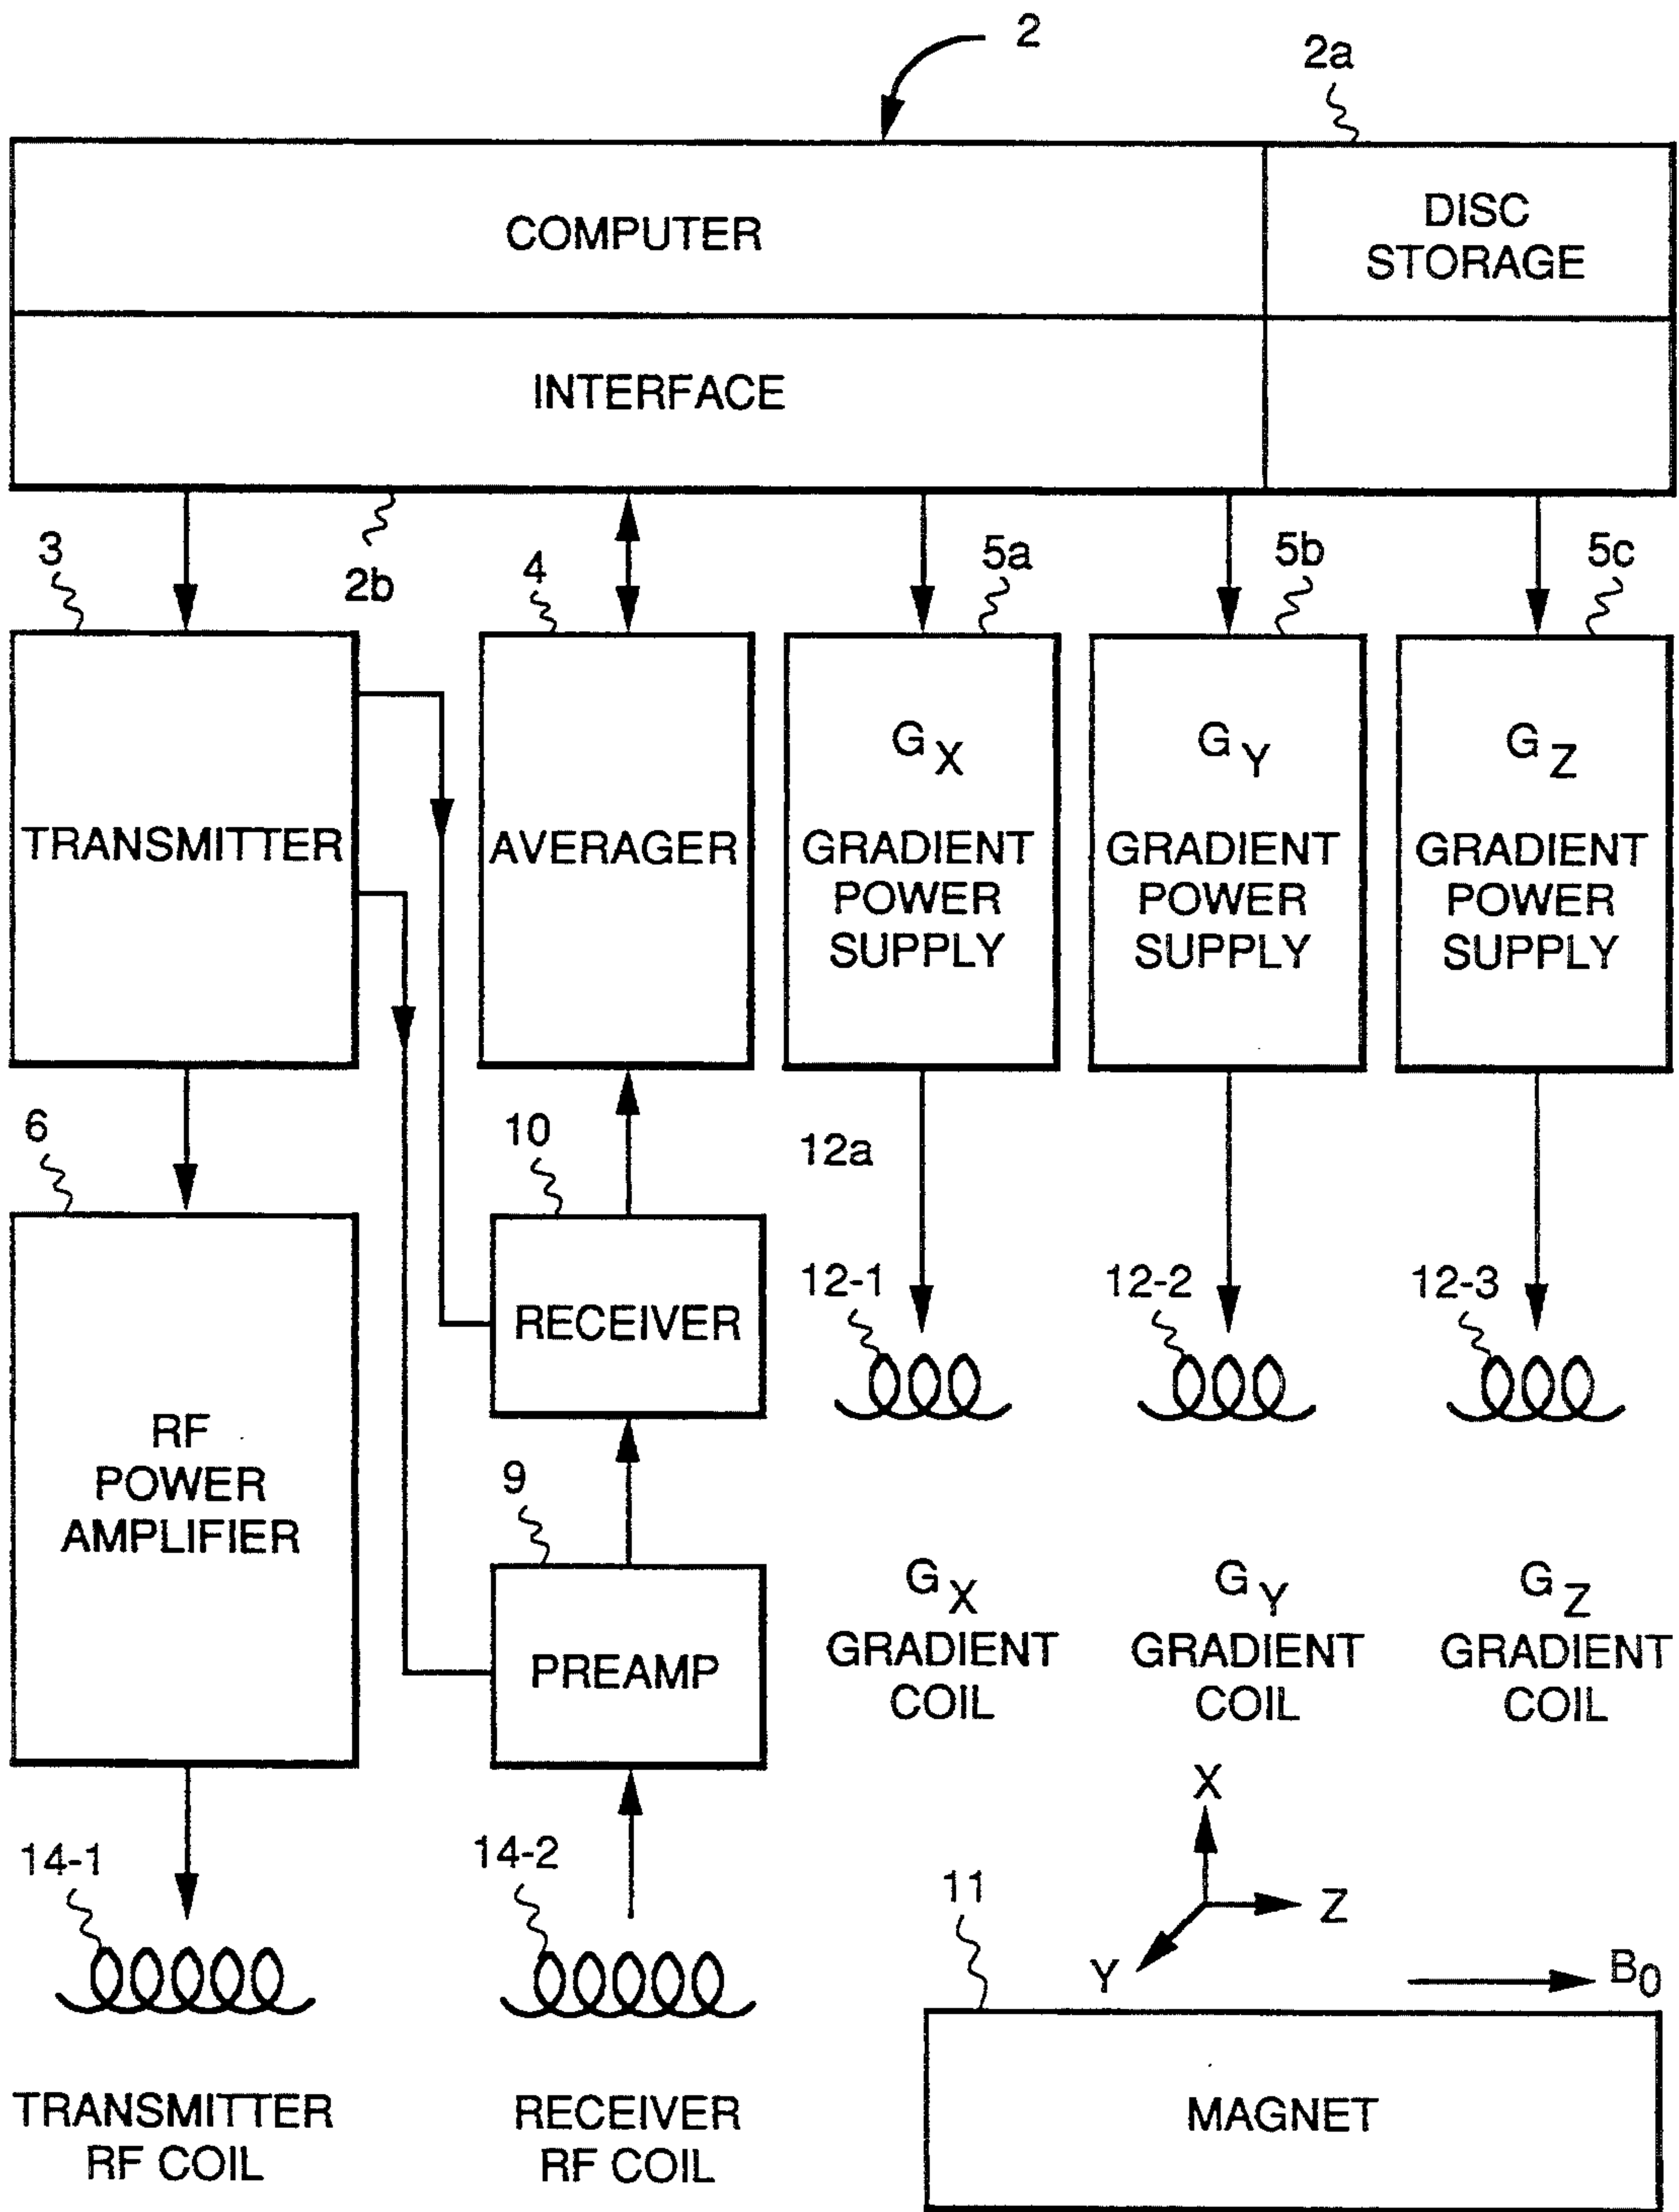 2
2a
COMPUTER
DISC
STORAGE
INTERFACE
3
2b
4
5a
5b
5c
TRANSMITTER
AVERAGER
GX
GRADIENT
POWER
SUPPLY
GY
GRADIENT
POWER
SUPPLY
GZ
GRADIENT
POWER
SUPPLY
6
10
12a
RF
POWER
AMPLIFIER
RECEIVER
12-1
12-2
12-3
9
PREAMP
GX
GRADIENT
COIL
GY
GRADIENT
COIL
GZ
GRADIENT
COIL
14-1
14-2
11
X
Z
Y
B0
TRANSMITTER
RF COIL
RECEIVER
RF COIL
MAGNET